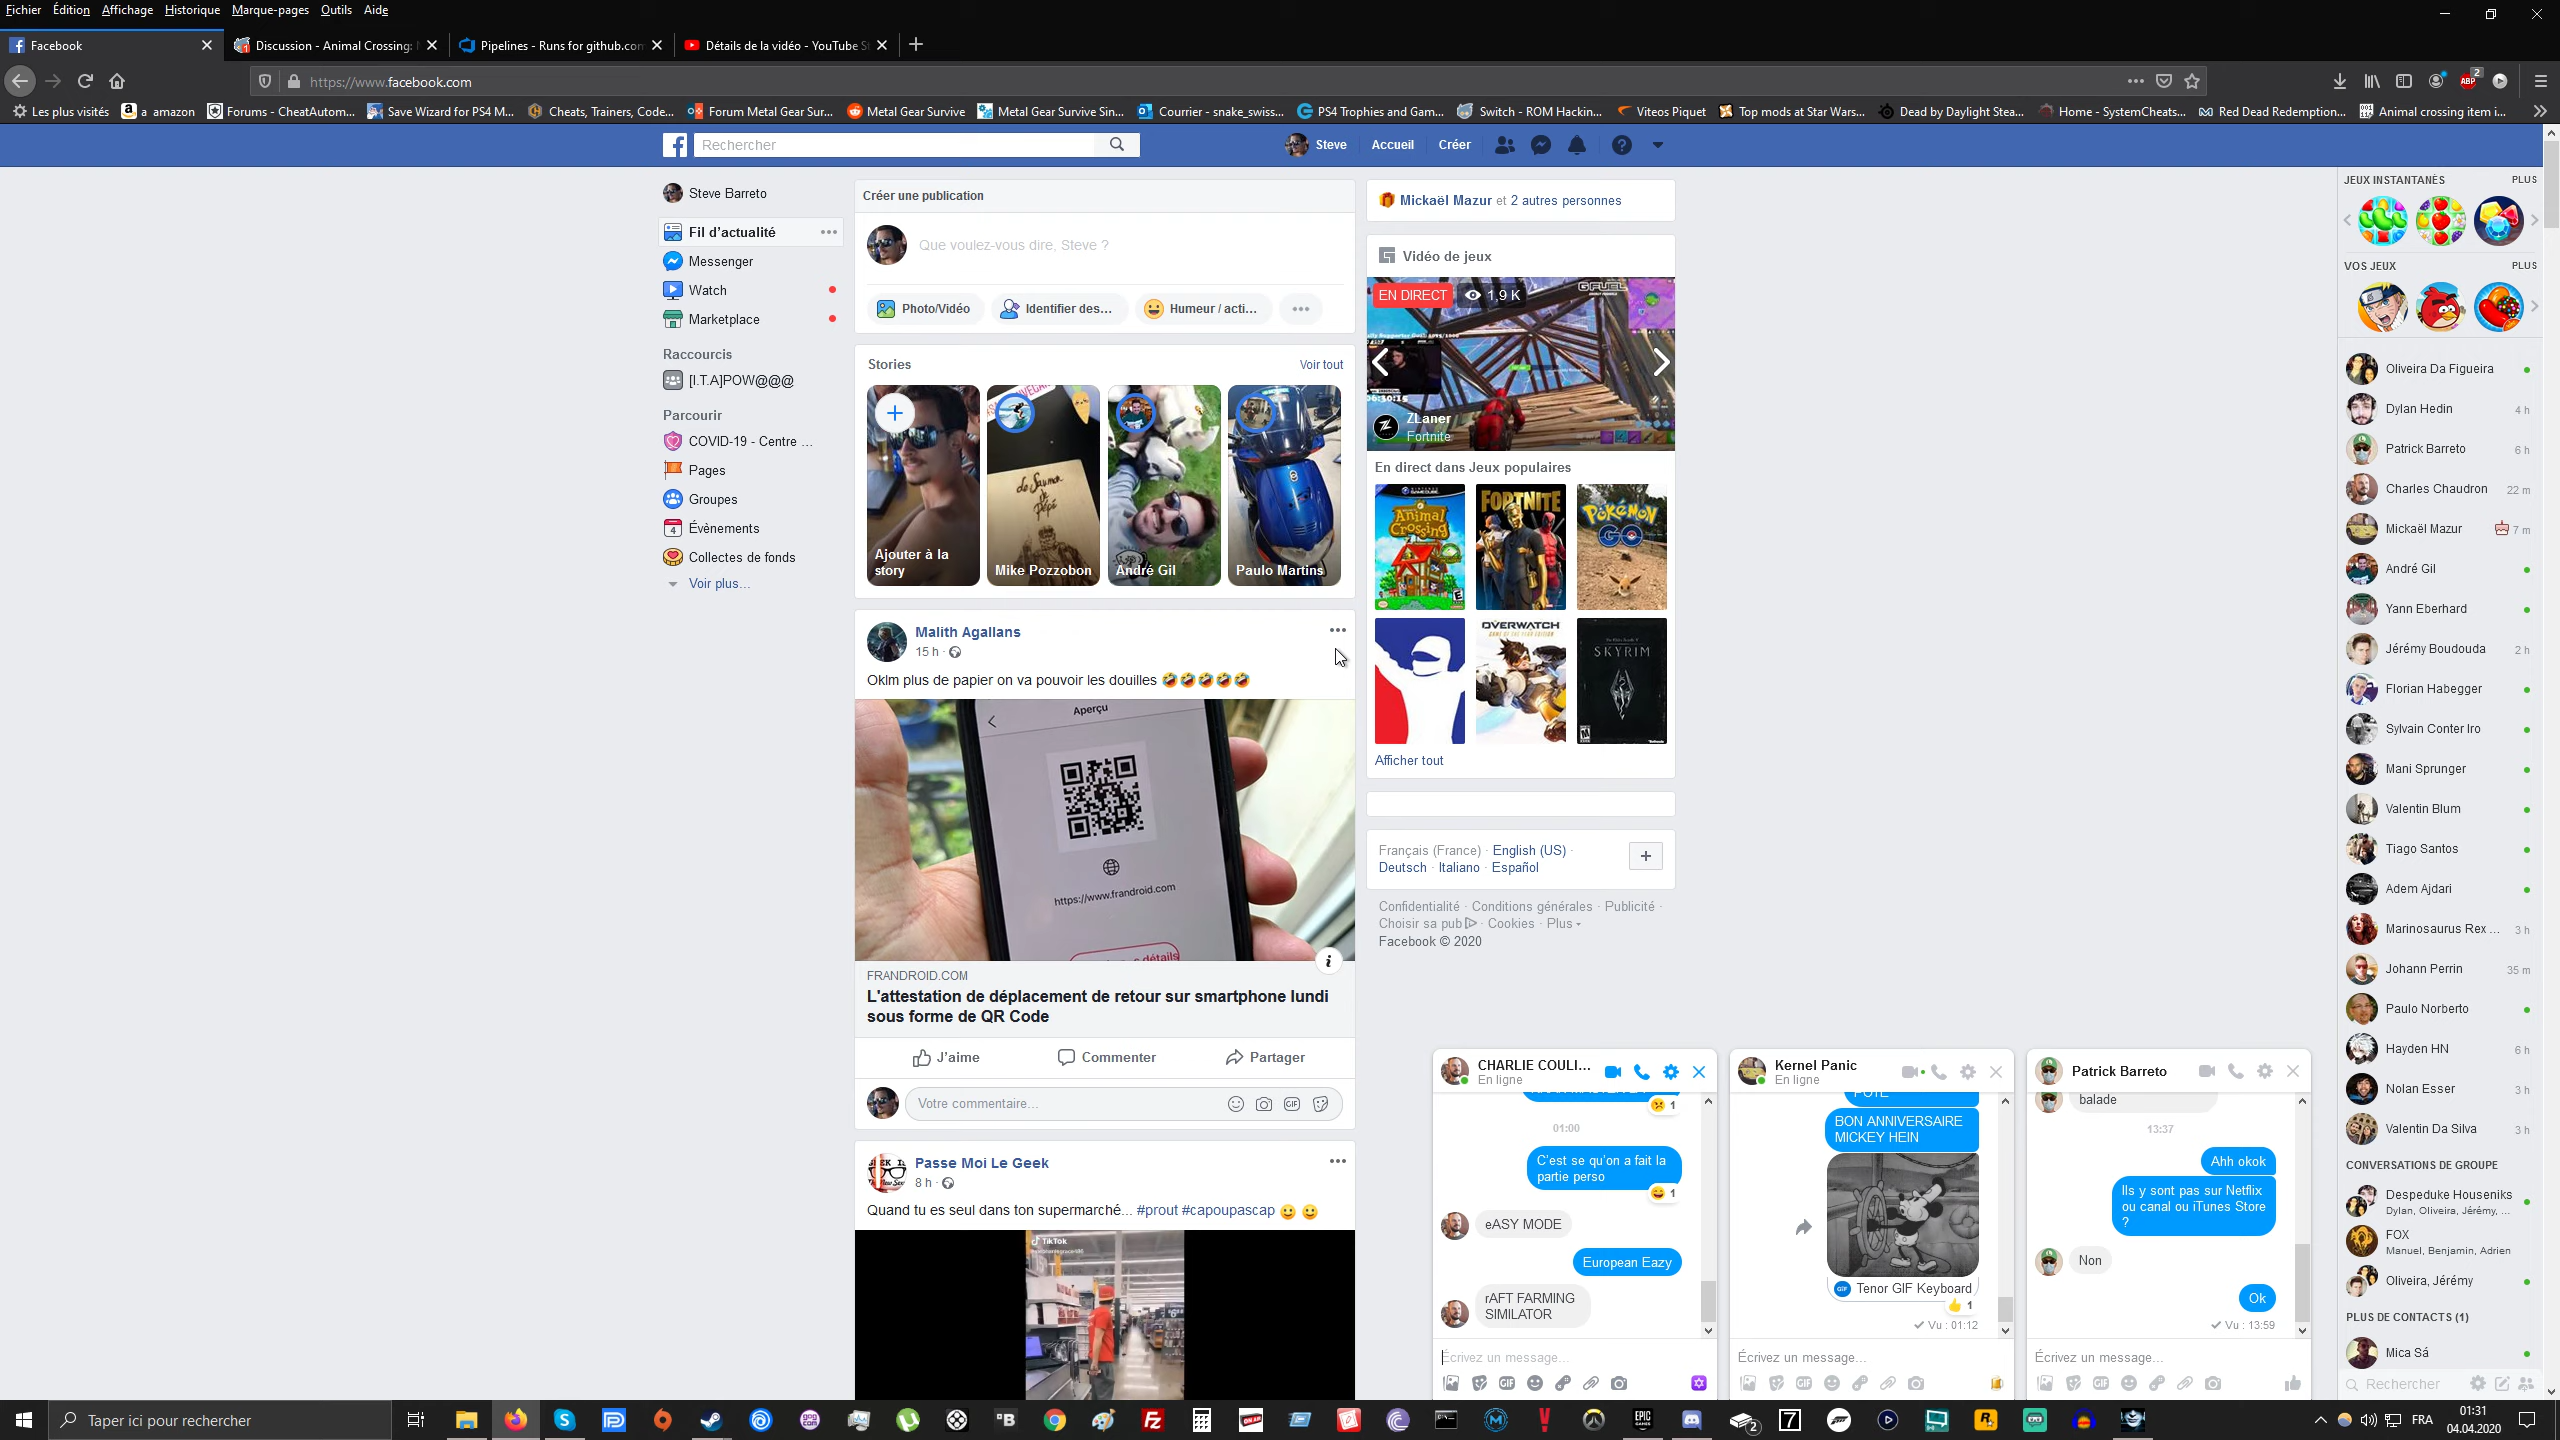 Fichier Édition Affichage Historique Marque-pages Outils Aide
Facebook
Discussion - Animal Crossing:
Pipelines - Runs for github.com
Détails de la vidéo - YouTube S
https://www.facebook.com
Les plus visités
a amazon
Forums - CheatAutom...
Save Wizard for PS4 M...
Cheats, Trainers, Code...
Forum Metal Gear Sur...
Metal Gear Survive
Metal Gear Survive Sin...
Courrier - snake_swiss...
PS4 Trophies and Gam...
Switch - ROM Hackin...
Viteos Piquet
Top mods at Star Wars...
Dead by Daylight Stea...
Home - SystemCheats...
Red Dead Redemption...
Animal crossing item i...
Rechercher
Steve
Accueil
Créer
Steve Barreto
Fil d'actualité
Messenger
Watch
Marketplace
Raccourcis
[I.T.A]POW@@@
Parcourir
COVID-19 - Centre ...
Pages
Groupes
Évènements
Collectes de fonds
Voir plus...
Créer une publication
Que voulez-vous dire, Steve ?
Photo/Vidéo
Identifier des...
Humeur / acti...
Stories
Voir tout
Ajouter à la story
Mike Pozzobon
André Gil
Paulo Martins
Malith Agallans
15 h
Oklm plus de papier on va pouvoir les douilles 🤣🤣🤣🤣🤣
Aperçu
https://www.frandroid.com
FRANDROID.COM
L'attestation de déplacement de retour sur smartphone lundi
sous forme de QR Code
J'aime
Commenter
Partager
Votre commentaire...
Passe Moi Le Geek
8 h
Quand tu es seul dans ton supermarché... #prout #capoupascap
TikTok
Mickaël Mazur et 2 autres personnes
Vidéo de jeux
EN DIRECT
1,9 K
G FUEL
ZLaner
Fortnite
En direct dans Jeux populaires
Animal Crossing
FORTNITE
POKÉMON GO
OVERWATCH
SKYRIM
Afficher tout
Français (France) · English (US) ·
Deutsch · Italiano · Español
Confidentialité · Conditions générales · Publicité ·
Choisir sa pub · Cookies · Plus
Facebook © 2020
JEUX INSTANTANÉS PLUS
VOS JEUX PLUS
Oliveira Da Figueira
Dylan Hedin 4 h
Patrick Barreto 6 h
Charles Chaudron 22 m
Mickaël Mazur 7 m
André Gil
Yann Eberhard
Jérémy Boudouda 2 h
Florian Habegger
Sylvain Conter Iro
Mani Sprunger
Valentin Blum
Tiago Santos
Adem Ajdari
Marinosaurus Rex ... 3 h
Johann Perrin 35 m
Paulo Norberto
Hayden HN 6 h
Nolan Esser 3 h
Valentin Da Silva 3 h
CONVERSATIONS DE GROUPE
Despeduke Houseniks
Dylan, Oliveira, Jérémy, ...
FOX
Manuel, Benjamin, Adrien
Oliveira, Jérémy
PLUS DE CONTACTS (1)
Mica Sá
Rechercher
CHARLIE COULI...
En ligne
1
01:00
C'est se qu'on a fait la
partie perso
1
eASY MODE
European Eazy
rAFT FARMING
SIMILATOR
Écrivez un message...
Kernel Panic
En ligne
BON ANNIVERSAIRE
MICKEY HEIN
Tenor GIF Keyboard
1
Vu : 01:12
Écrivez un message...
Patrick Barreto
balade
13:37
Ahh okok
Ils y sont pas sur Netflix
ou canal ou iTunes Store
?
Non
Ok
Vu : 13:59
Écrivez un message...
Taper ici pour rechercher
FRA
01:31
04.04.2020